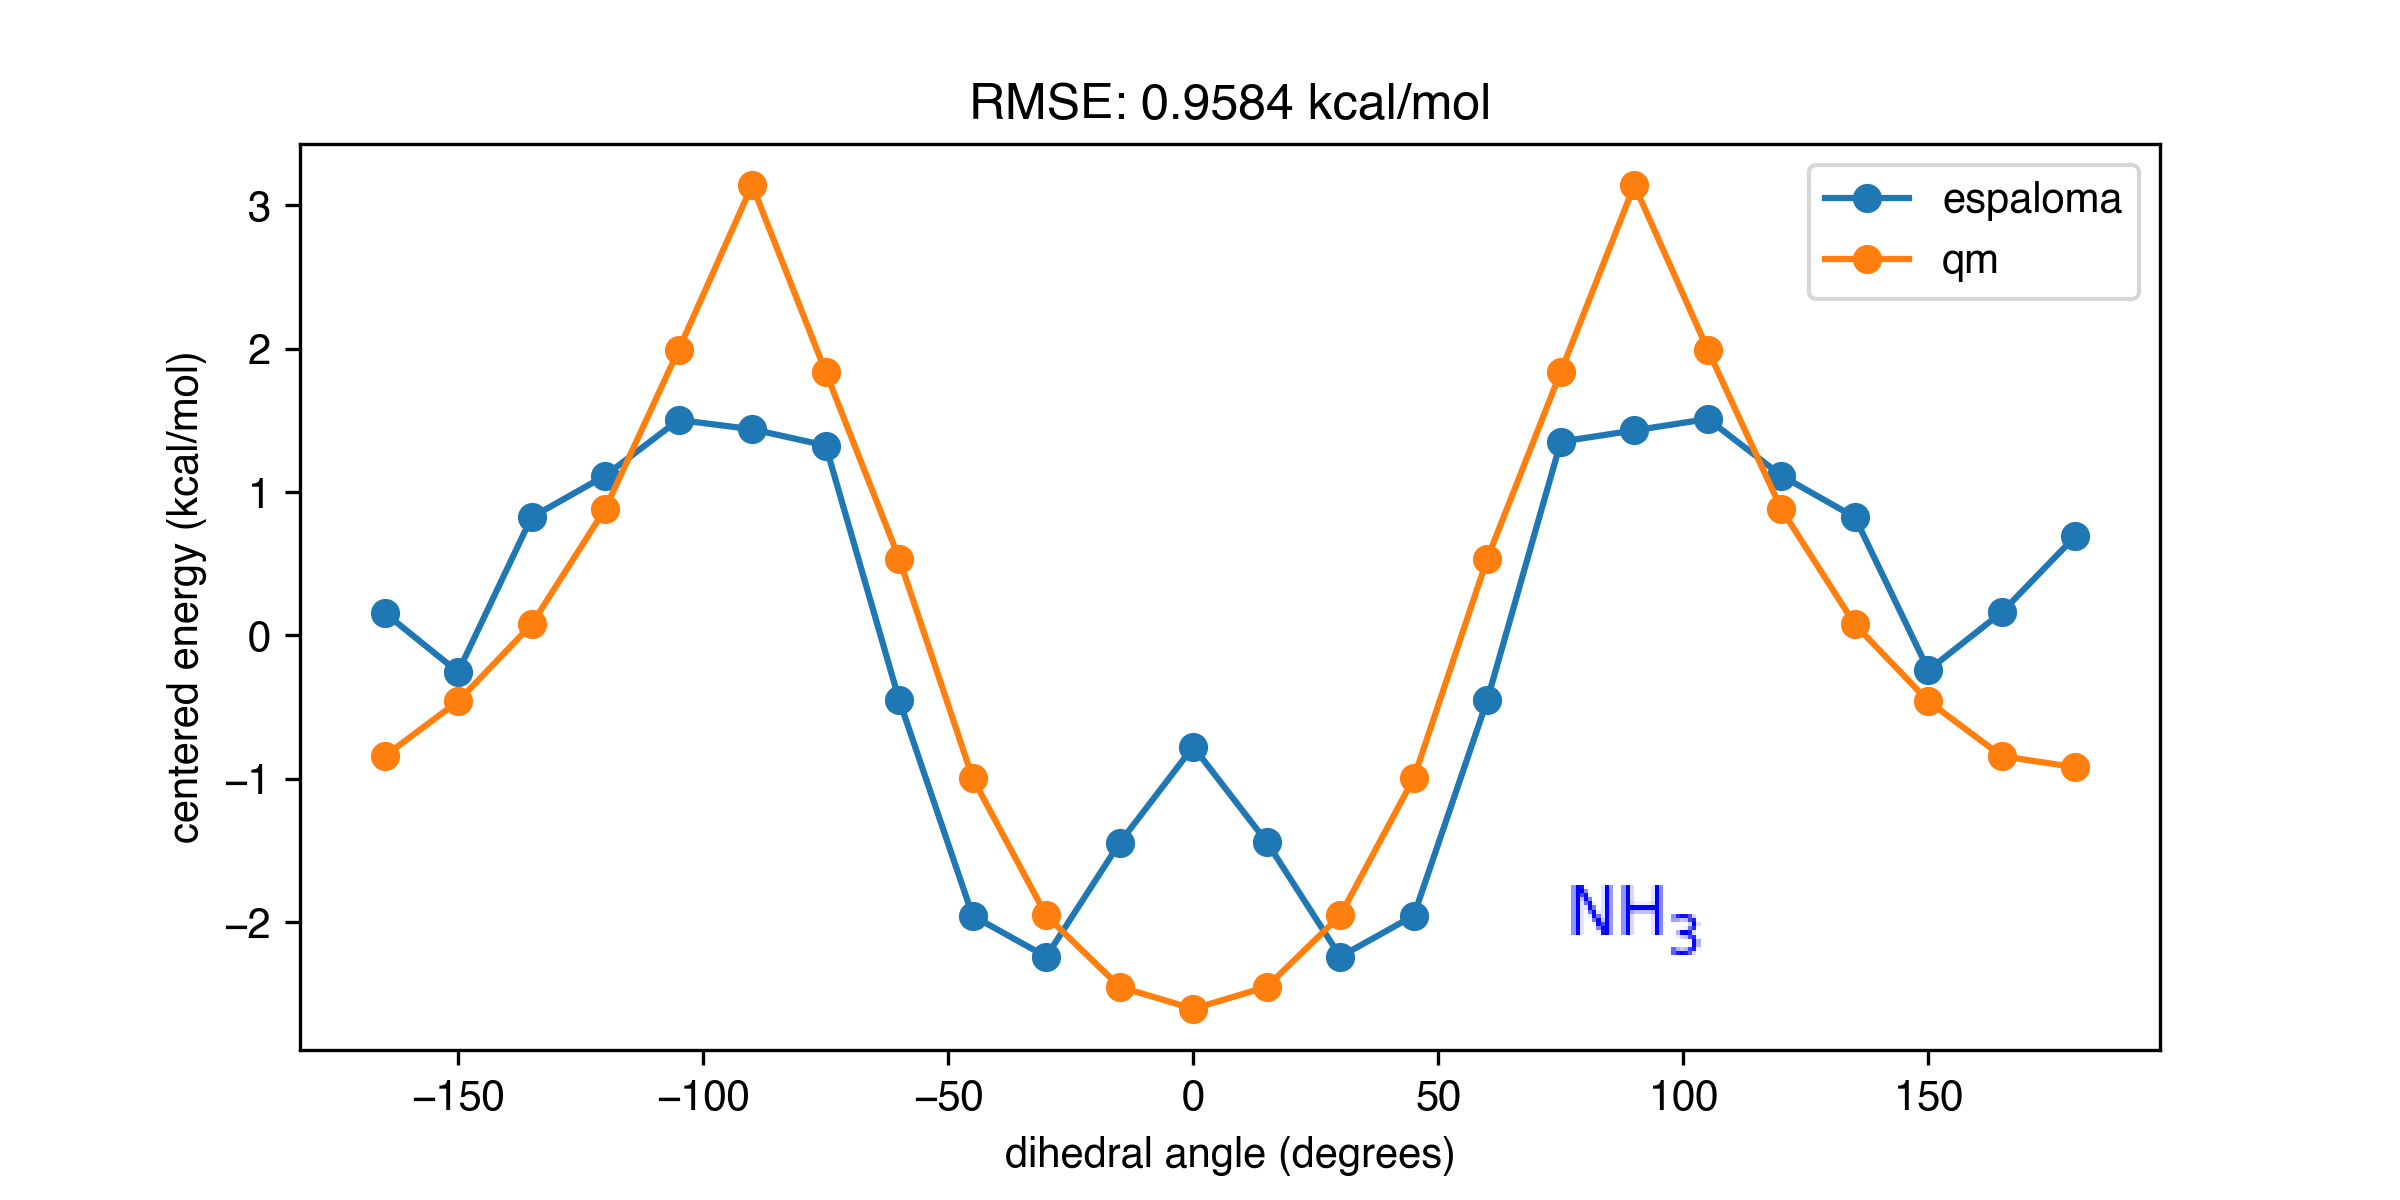 RMSE: 0.9584 kcal/mol
espaloma
qm
centered energy (kcal/mol)
3
2
1
0
−1
−2
NH3
−150
−100
−50
0
50
100
150
dihedral angle (degrees)